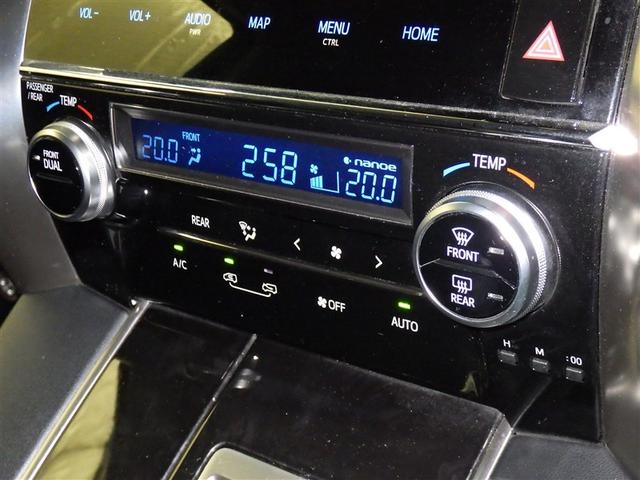 VOL- VOL+ AUDIO MAP MENU HOME
PWR CTRL
PASSENGER
/REAR
TEMP
FRONT
DUAL
20.0 FRONT 258 nanoe 20.0
TEMP
FRONT
REAR
REAR
A/C
OFF
AUTO
H M :00